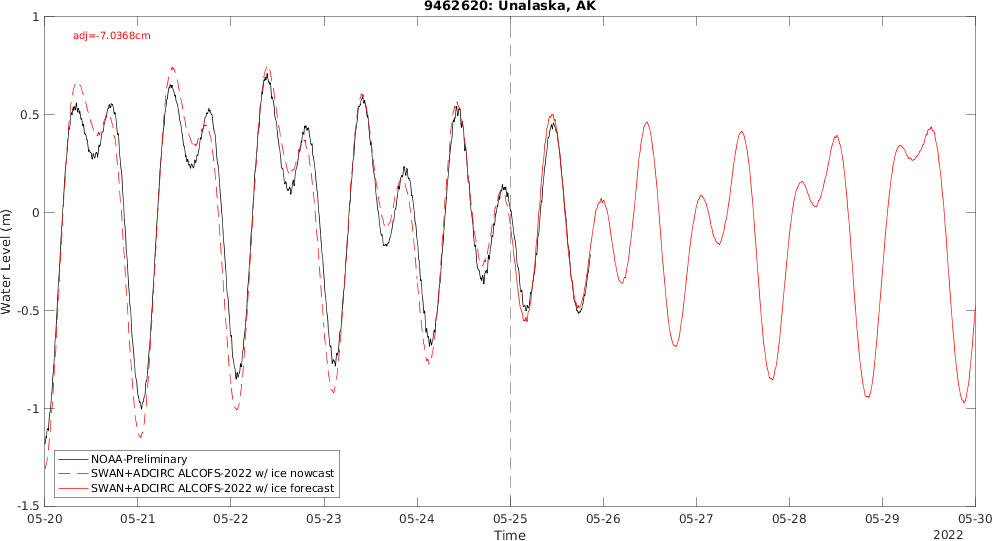 9462620: Unalaska, AK
adj=-7.0368cm
1
0.5
0
-0.5
-1
-1.5
Water Level (m)
NOAA-Preliminary
SWAN+ADCIRC ALCOFS-2022 w/ ice nowcast
SWAN+ADCIRC ALCOFS-2022 w/ ice forecast
05-20 05-21 05-22 05-23 05-24 05-25 05-26 05-27 05-28 05-29 05-30
Time
2022